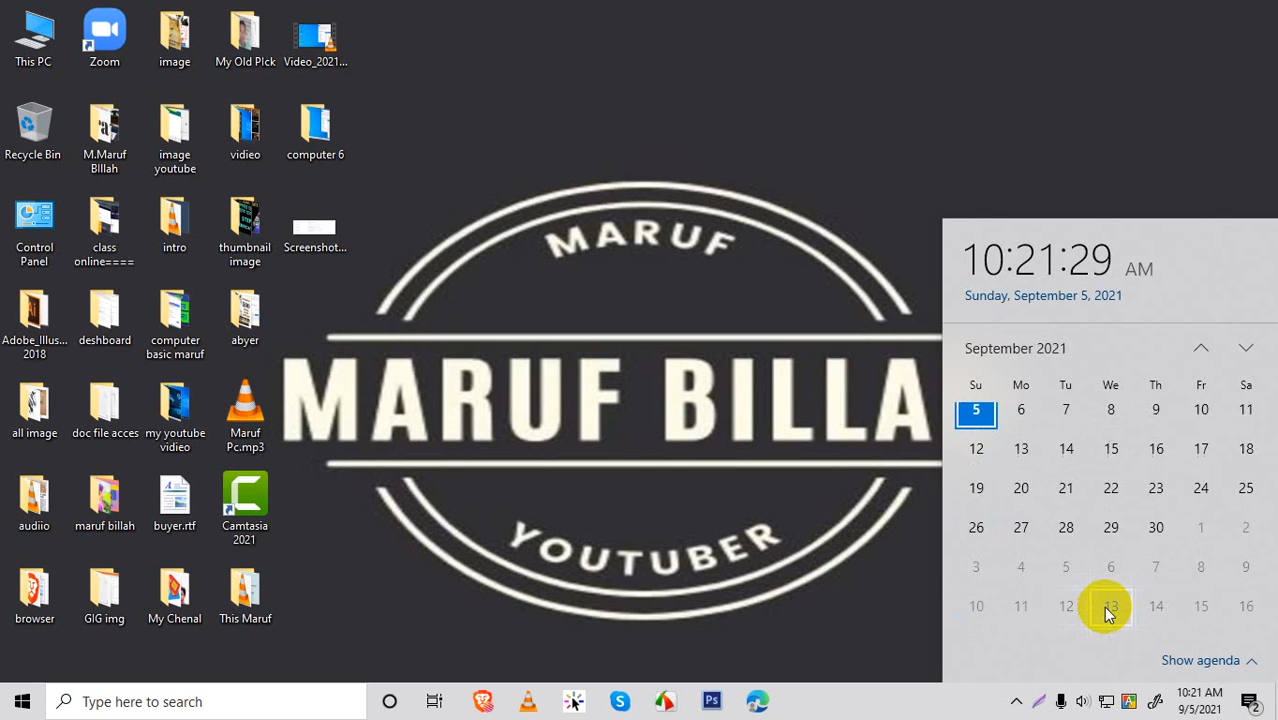 This PC
Zoom
image
My Old PIck
Video_2021...
Recycle Bin
M.Maruf
BIllah
image
youtube
vidieo
computer 6
Control
Panel
class
online====
intro
thumbnail
image
Screenshot...
Adobe_Illus...
2018
deshboard
computer
basic maruf
abyer
all image
doc file acces
my youtube
video
Maruf
Pc.mp3
audiio
maruf billah
buyer.rtf
Camtasia
2021
browser
GIG img
My Chenal
This Maruf
MARUF
MARUF BILLA
YOUTUBER
10:21:29 AM
Sunday, September 5, 2021
September 2021
Su Mo Tu We Th Fr Sa
5 6 7 8 9 10 11
12 13 14 15 16 17 18
19 20 21 22 23 24 25
26 27 28 29 30 1 2
3 4 5 6 7 8 9
10 11 12 13 14 15 16
Show agenda
Type here to search
Ps
10:21 AM
9/5/2021
2